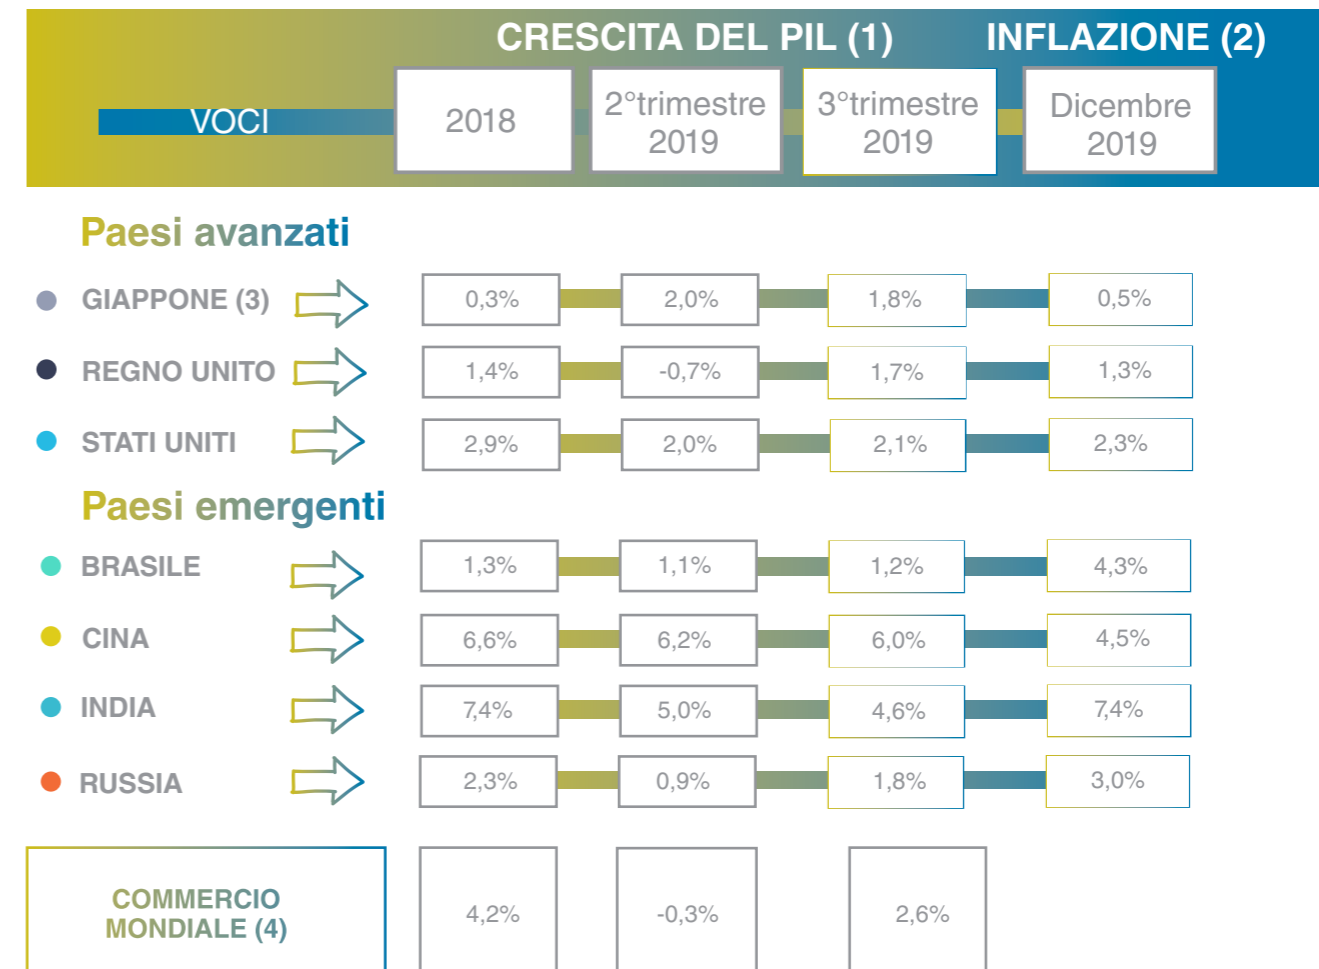 CRESCITA DEL PIL (1) INFLAZIONE (2)
VOCI 2018 2°trimestre 2019 3°trimestre 2019 Dicembre 2019
Paesi avanzati
GIAPPONE (3) 0,3% 2,0% 1,8% 0,5%
REGNO UNITO 1,4% -0,7% 1,7% 1,3%
STATI UNITI 2,9% 2,0% 2,1% 2,3%
Paesi emergenti
BRASILE 1,3% 1,1% 1,2% 4,3%
CINA 6,6% 6,2% 6,0% 4,5%
INDIA 7,4% 5,0% 4,6% 7,4%
RUSSIA 2,3% 0,9% 1,8% 3,0%
COMMERCIO
MONDIALE (4) 4,2% -0,3% 2,6%